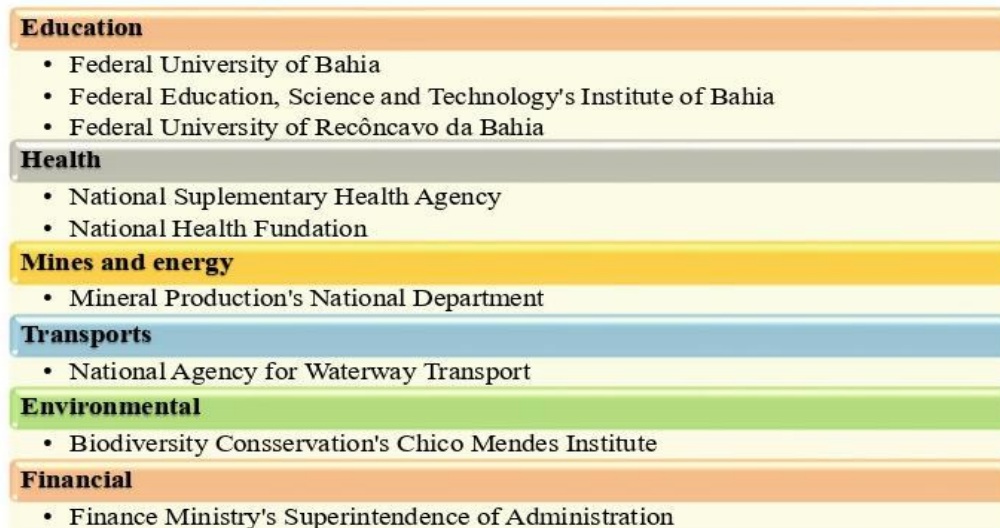 Education
• Federal University of Bahia
• Federal Education, Science and Technology's Institute of Bahia
• Federal University of Recôncavo da Bahia
Health
• National Suplementary Health Agency
• National Health Fundation
Mines and energy
• Mineral Production's National Department
Transports
• National Agency for Waterway Transport
Environmental
• Biodiversity Consservation's Chico Mendes Institute
Financial
• Finance Ministry's Superintendence of Administration